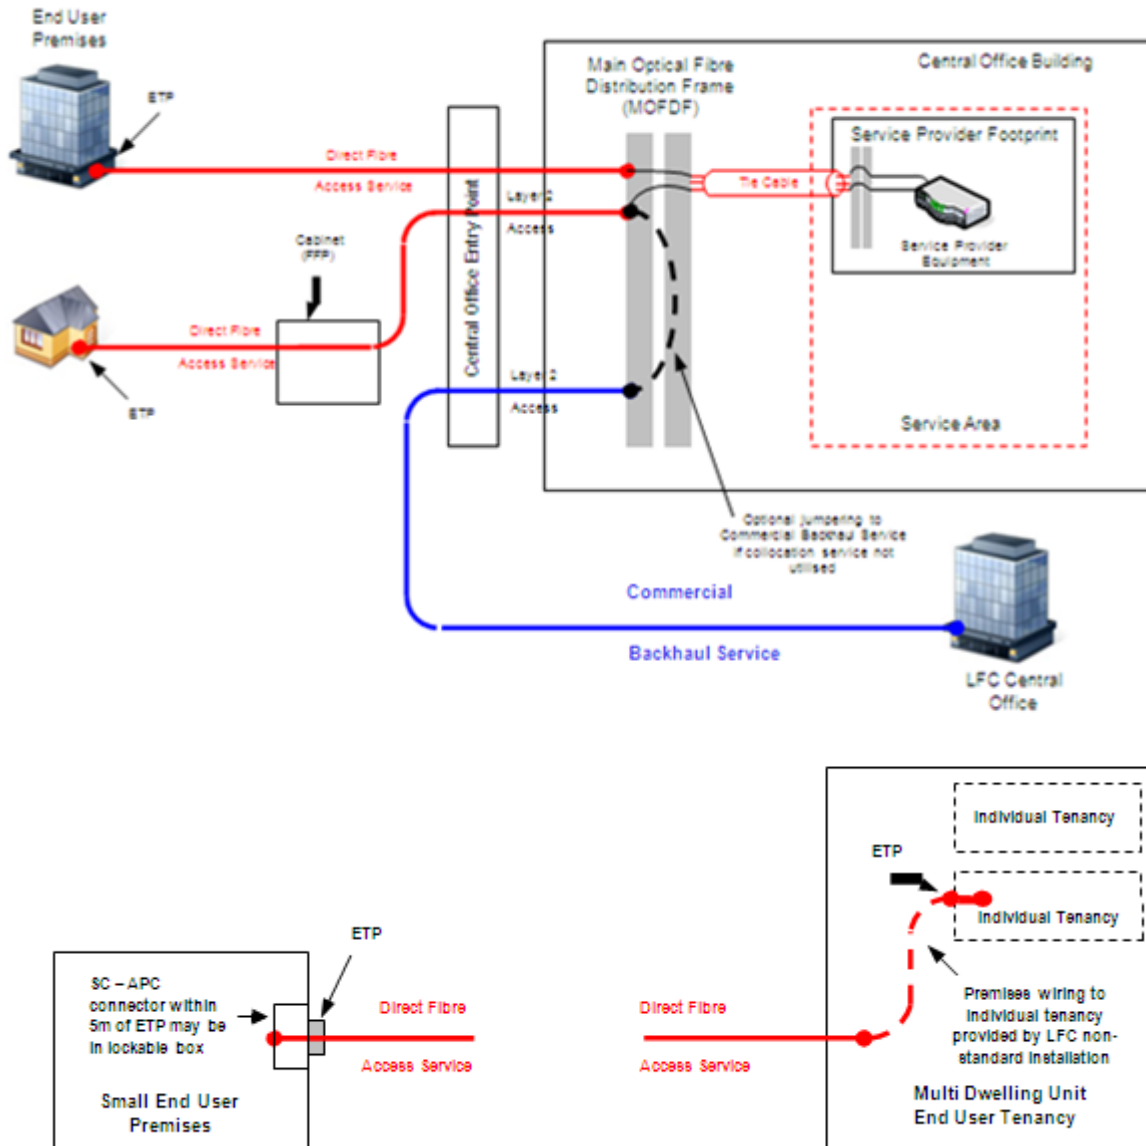 End User
Premises
ETP
Direct Fibre
Access Service
Cabinet
(FFP)
Direct Fibre
Access Service
ETP
Central Office Entry Point
Layer 2
Access
Layer 2
Access
Main Optical Fibre
Distribution Frame
(MOFDF)
Central Office Building
Service Provider Footprint
Tie Cable
Service Provider
Equipment
Service Area
Optional jumpering to
Commercial Backhaul Service
if collocation service not
utilised
Commercial
Backhaul Service
LFC Central
Office
SC – APC
connector within
5m of ETP may be
in lockable box
ETP
Direct Fibre
Access Service
Small End User
Premises
Direct Fibre
Access Service
Individual Tenancy
ETP
Individual Tenancy
Premises wiring to
individual tenancy
provided by LFC non-
standard installation
Multi Dwelling Unit
End User Tenancy